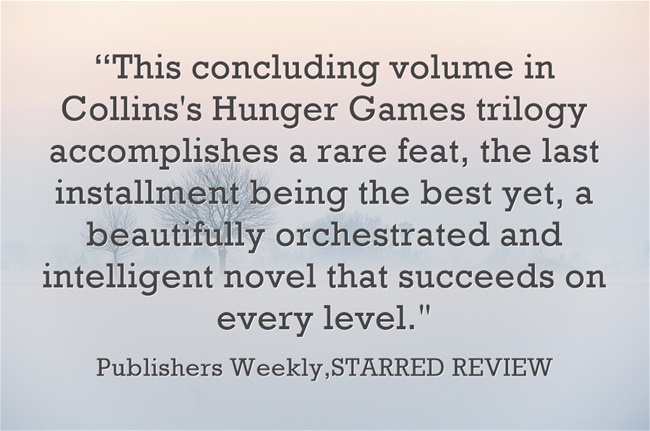 “This concluding volume in
Collins's Hunger Games trilogy
accomplishes a rare feat, the last
installment being the best yet, a
beautifully orchestrated and
intelligent novel that succeeds on
every level."
Publishers Weekly,STARRED REVIEW